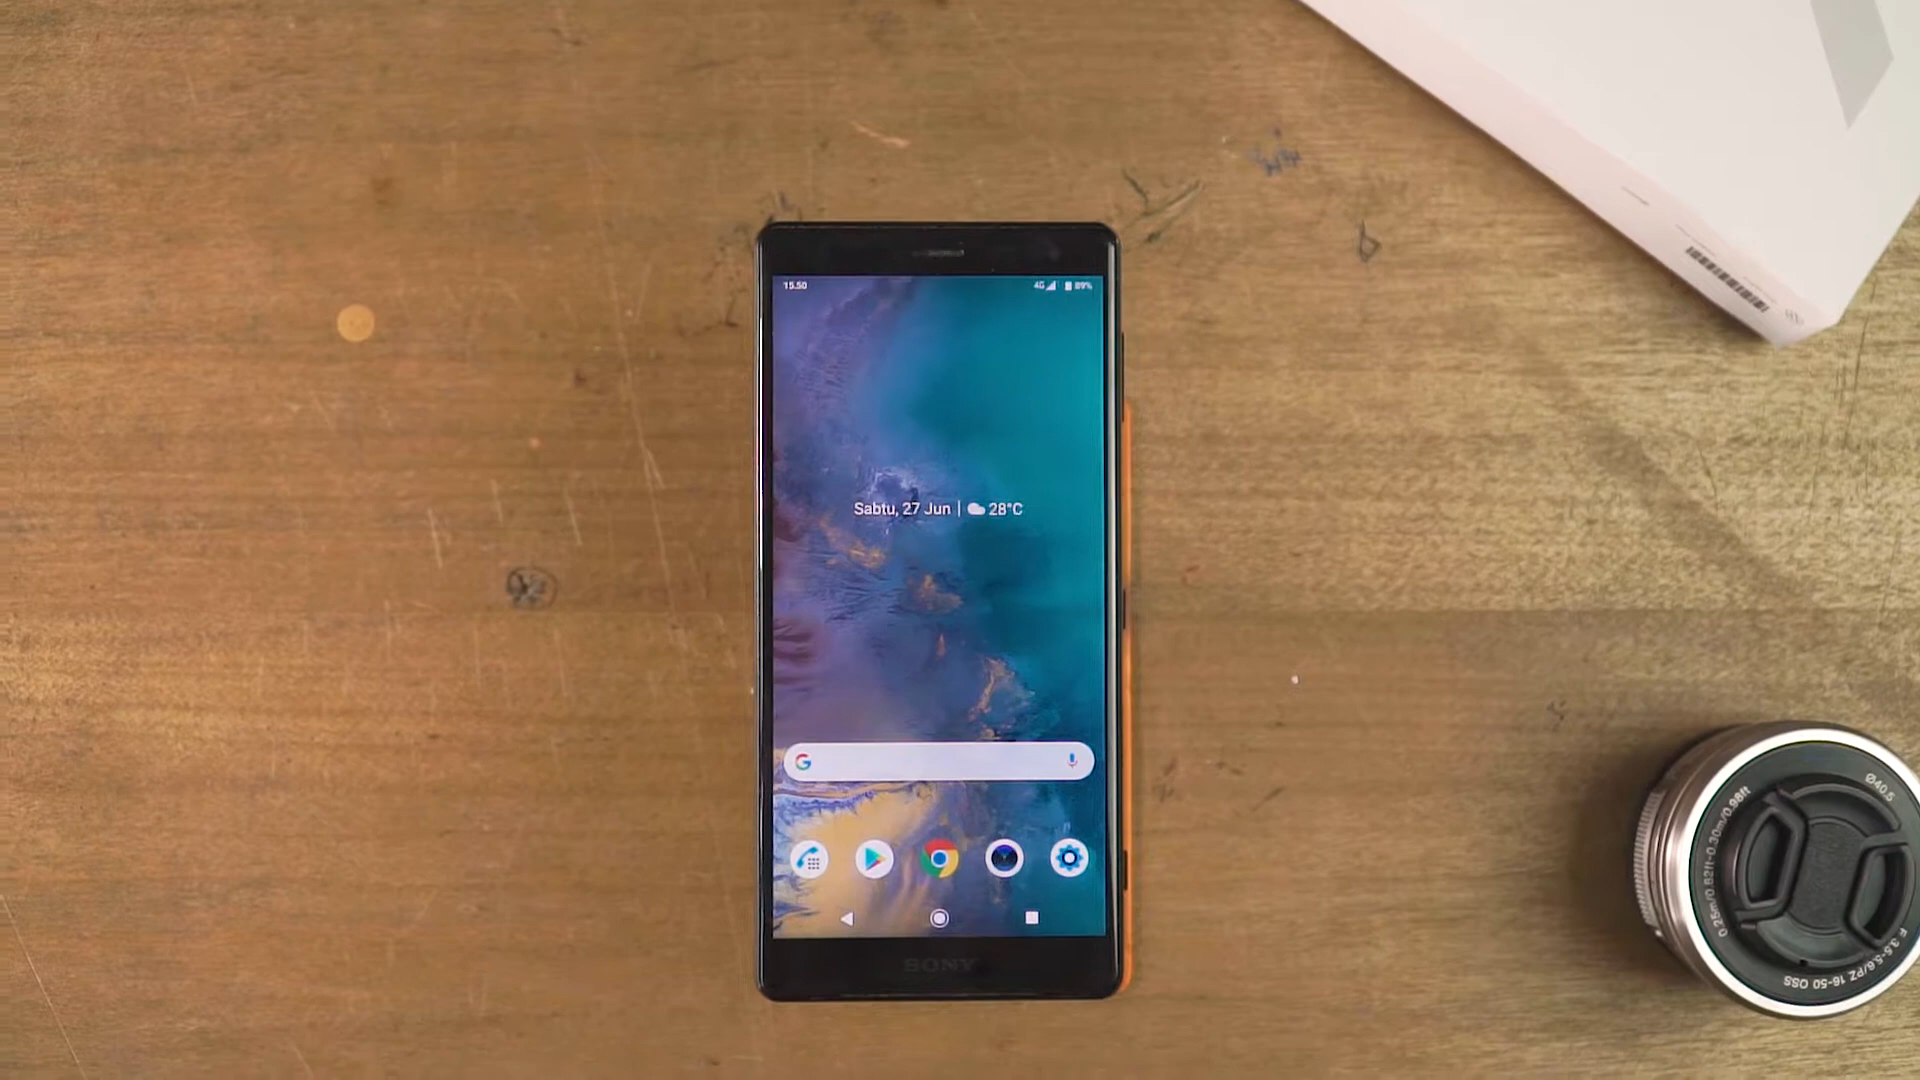 15.50
4G 89%
Sabtu, 27 Jun | 28°C
SONY
Ø40.5
0.25m/0.82ft-0.30m/0.98ft
F 3.5-5.6/PZ 16-50 OSS